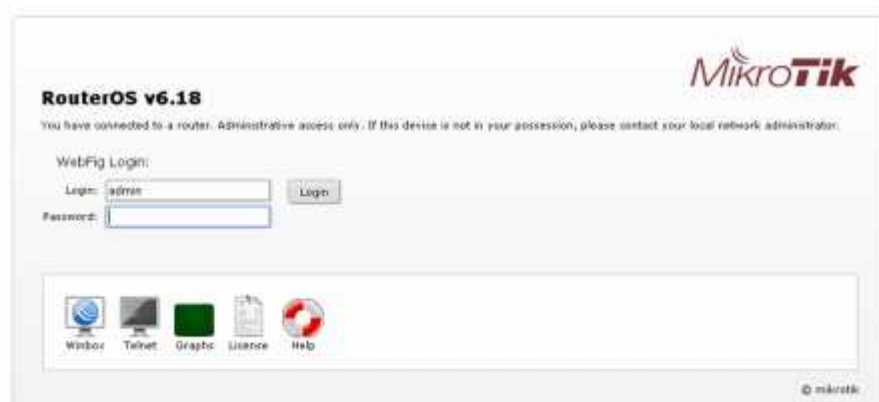 MikroTik
RouterOS v6.18
You have connected to a router. Administrative access only. If this device is not in your possession, please contact your local network administrator.
WebFig Login:
Login: admin Login
Password:
Winbox Telnet Graphs License Help
© mikrotik